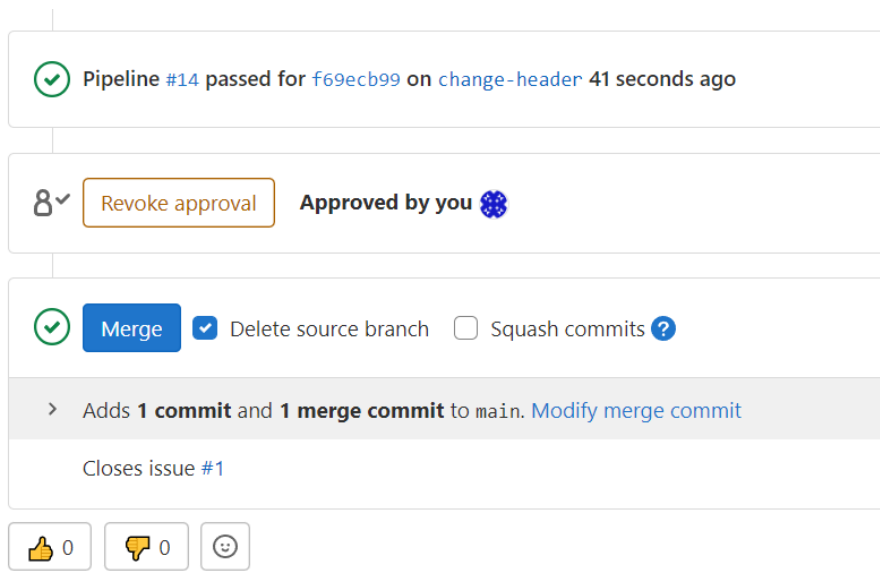 Pipeline #14 passed for f69ecb99 on change-header 41 seconds ago
Revoke approval Approved by you
Merge Delete source branch Squash commits ?
Adds 1 commit and 1 merge commit to main. Modify merge commit
Closes issue #1
0 0